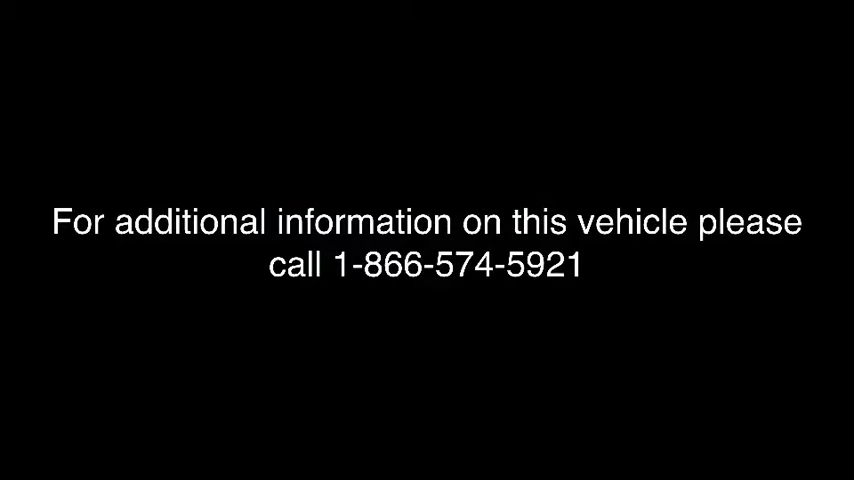 For additional information on this vehicle please
call 1-866-574-5921